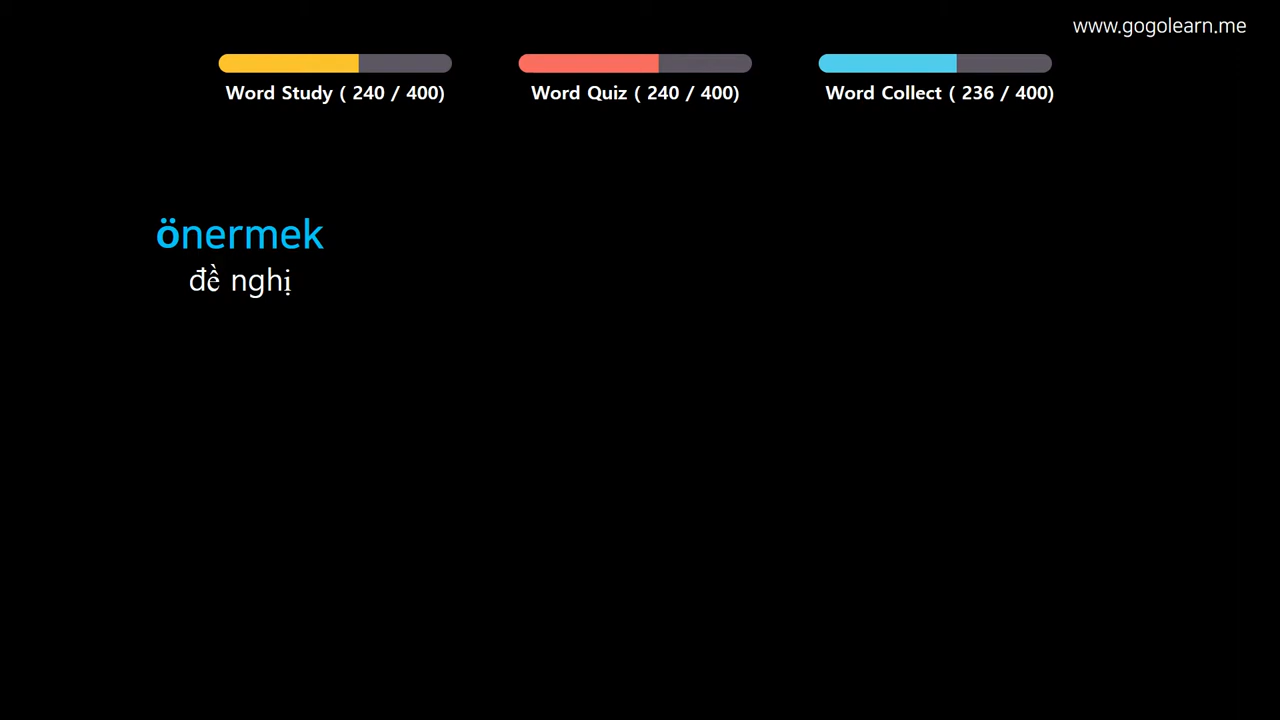 www.gogolearn.me
Word Study ( 240 / 400)
Word Quiz ( 240 / 400)
Word Collect ( 236 / 400)
önermek
đề nghị